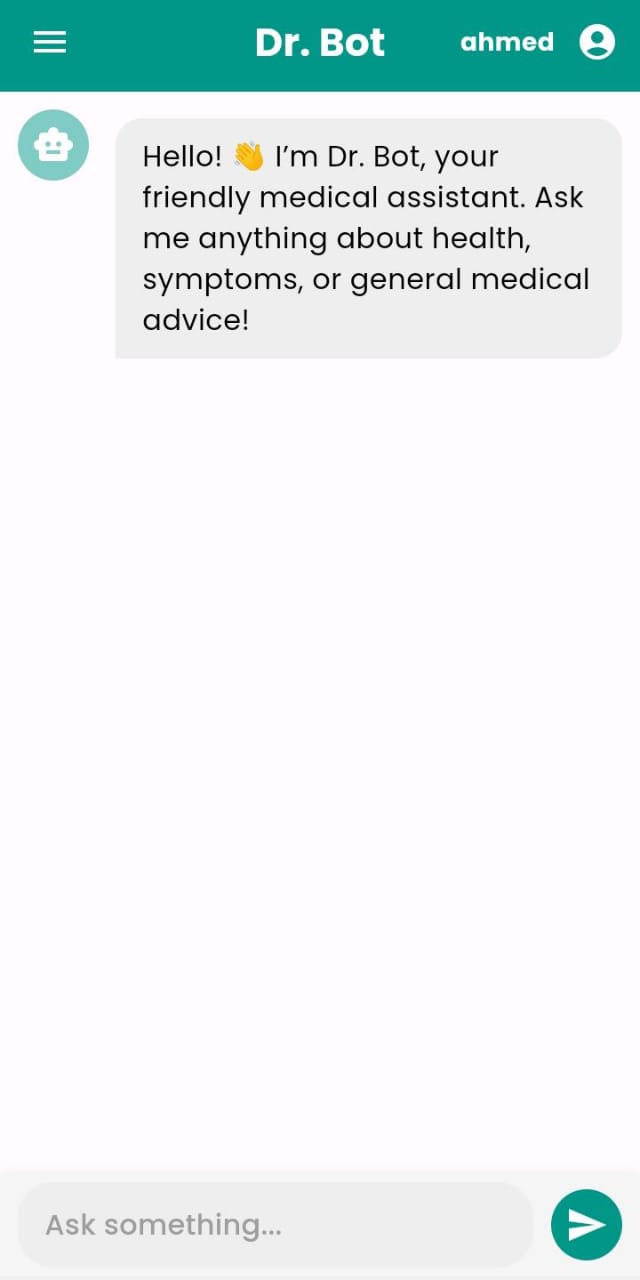 Dr. Bot
ahmed
Hello! 👋 I’m Dr. Bot, your
friendly medical assistant. Ask
me anything about health,
symptoms, or general medical
advice!
Ask something...